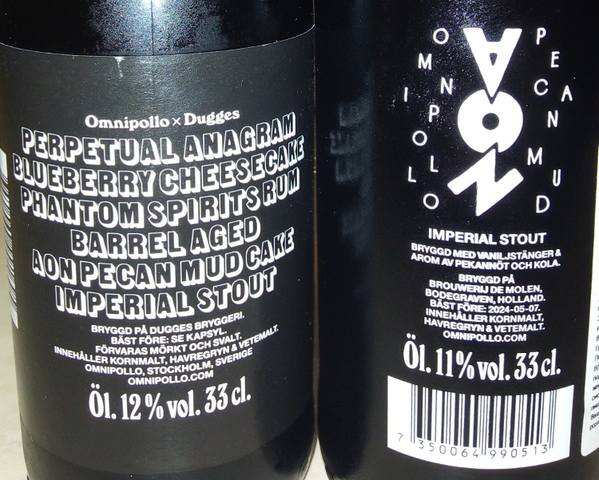 Omnipollo x Dugges
PERPETUAL ANAGRAM
BLUEBERRY CHEESECAKE
PHANTOM SPIRITS RUM
BARREL AGED
AON PECAN MUD CAKE
IMPERIAL STOUT
BRYGGD PÅ DUGGES BRYGGERI.
BÄST FÖRE: SE KAPSYL.
FÖRVARAS MÖRKT OCH SVALT.
INNEHÅLLER KORNMALT, HAVREGRYN & VETEMALT.
OMNIPOLLO, STOCKHOLM, SVERIGE
OMNIPOLLO.COM
Öl. 12% vol. 33 cl.
OMNIPOLLO
AON
PECAN MUD
IMPERIAL STOUT
BRYGGD MED VANILJSTÄNGER &
AROM AV PEKANNÖT OCH KOLA.
BRYGGD PÅ
BROUWERIJ DE MOLEN,
BODEGRAVEN, HOLLAND.
BÄST FÖRE: 2024-05-07.
INNEHÅLLER KORNMALT,
HAVREGRYN & VETEMALT.
OMNIPOLLO.COM
Öl. 11% vol. 33 cl.
7 350064 990513